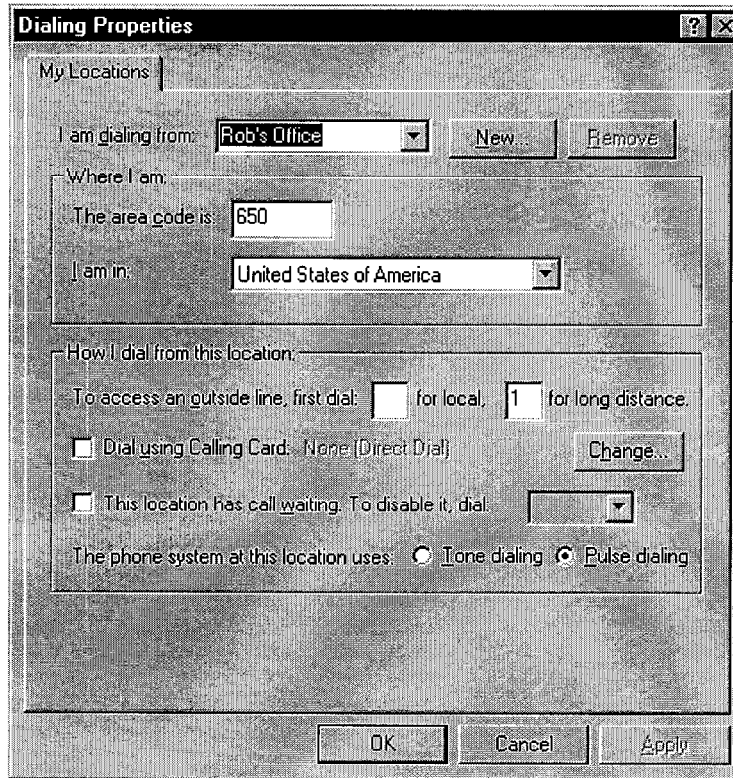 Dialing Properties ? X
My Locations
I am dialing from: Rob's Office New... Remove
Where I am:
The area code is: 650
I am in: United States of America
How I dial from this location:
To access an outside line, first dial: for local, 1 for long distance.
Dial using Calling Card: None (Direct Dial) Change...
This location has call waiting. To disable it, dial:
The phone system at this location uses: Tone dialing Pulse dialing
OK Cancel Apply